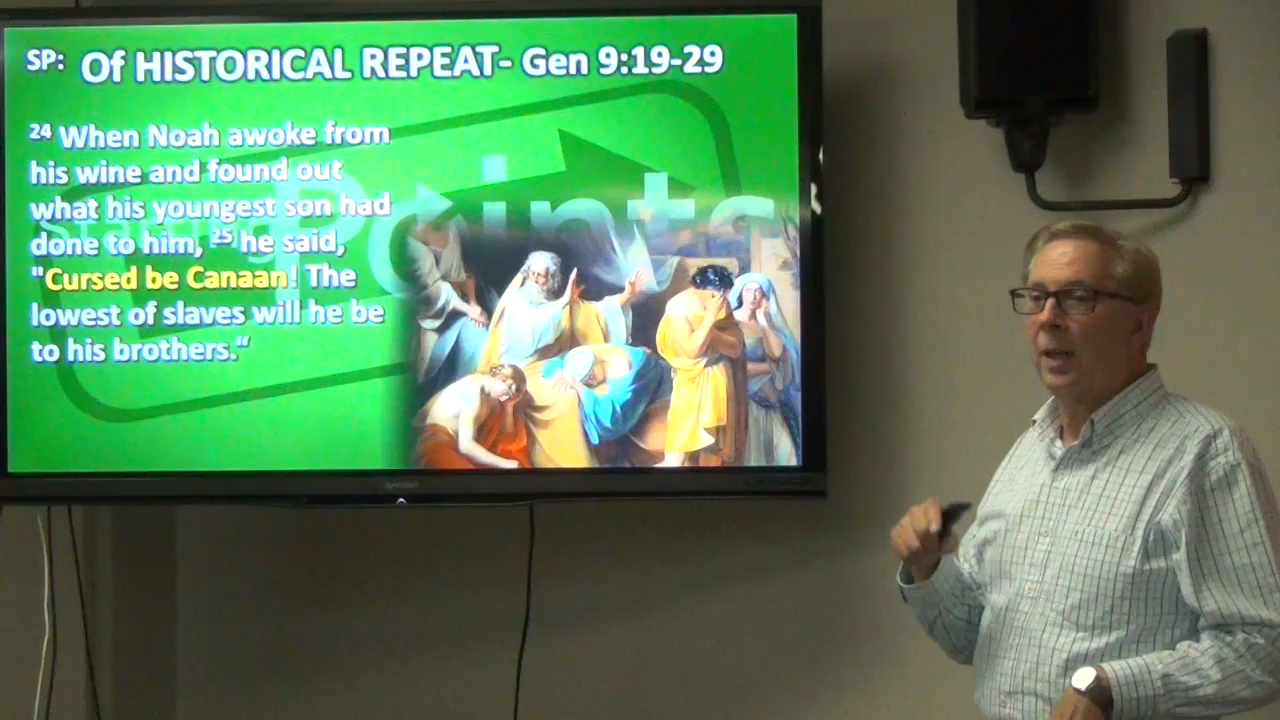 SP: Of HISTORICAL REPEAT- Gen 9:19-29
24 When Noah awoke from
his wine and found out
what his youngest son had
done to him, 25 he said,
"Cursed be Canaan! The
lowest of slaves will he be
to his brothers.“
Starting Points